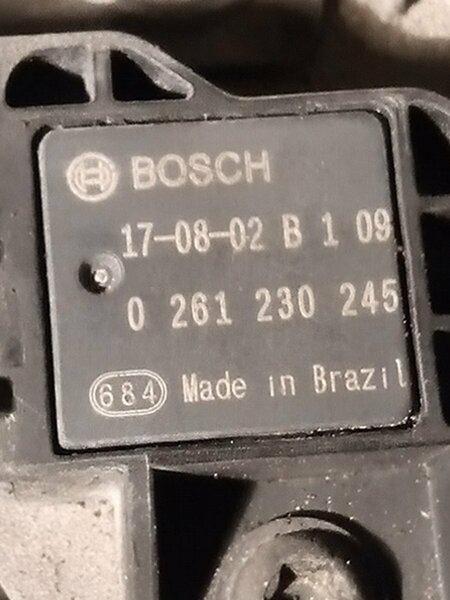 BOSCH
17-08-02 B 1 09
0 261 230 245
684 Made in Brazil